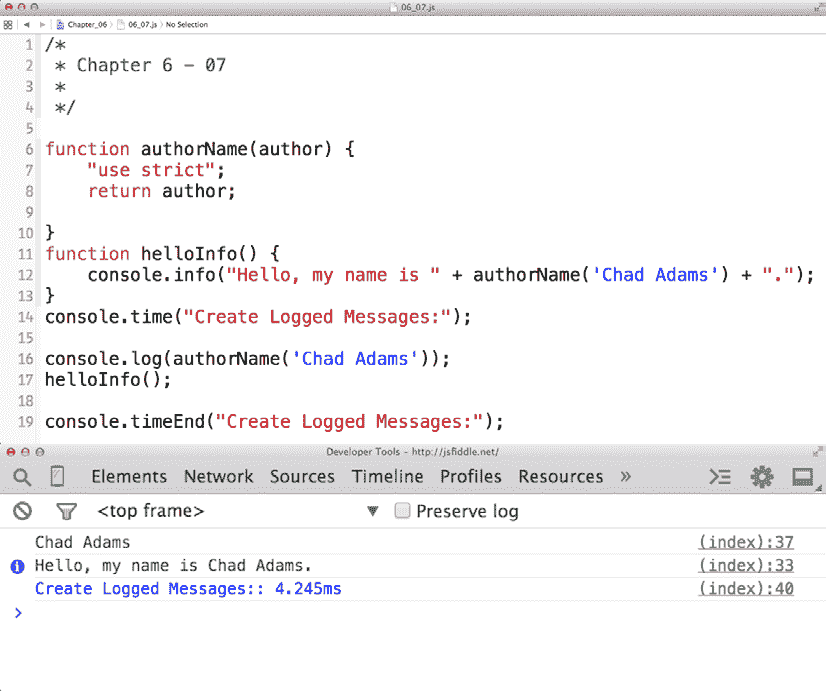 06_07.js
Chapter_06 06_07.js No Selection
1 /*
2 * Chapter 6 - 07
3 *
4 */
5
6 function authorName(author) {
7 "use strict";
8 return author;
9
10 }
11 function helloInfo() {
12 console.info("Hello, my name is " + authorName('Chad Adams') + ".");
13 }
14 console.time("Create Logged Messages:");
15
16 console.log(authorName('Chad Adams'));
17 helloInfo();
18
19 console.timeEnd("Create Logged Messages:");
Developer Tools - http://jsfiddle.net/
Elements Network Sources Timeline Profiles Resources »
<top frame> ▼ Preserve log
Chad Adams (index):37
Hello, my name is Chad Adams. (index):33
Create Logged Messages:: 4.245ms (index):40
>